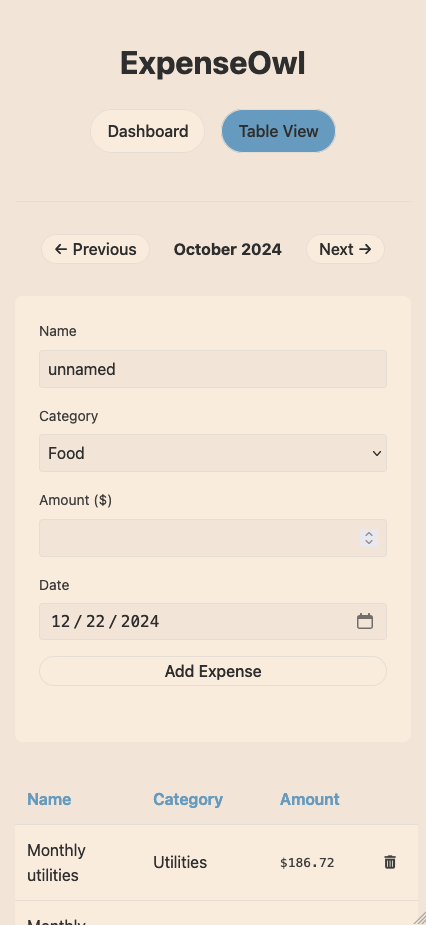 ExpenseOwl
Dashboard
Table View
← Previous
October 2024
Next →
Name
unnamed
Category
Food
Amount ($)
Date
12/22/2024
Add Expense
Name Category Amount
Monthly
utilities
Utilities
$186.72
Monthly